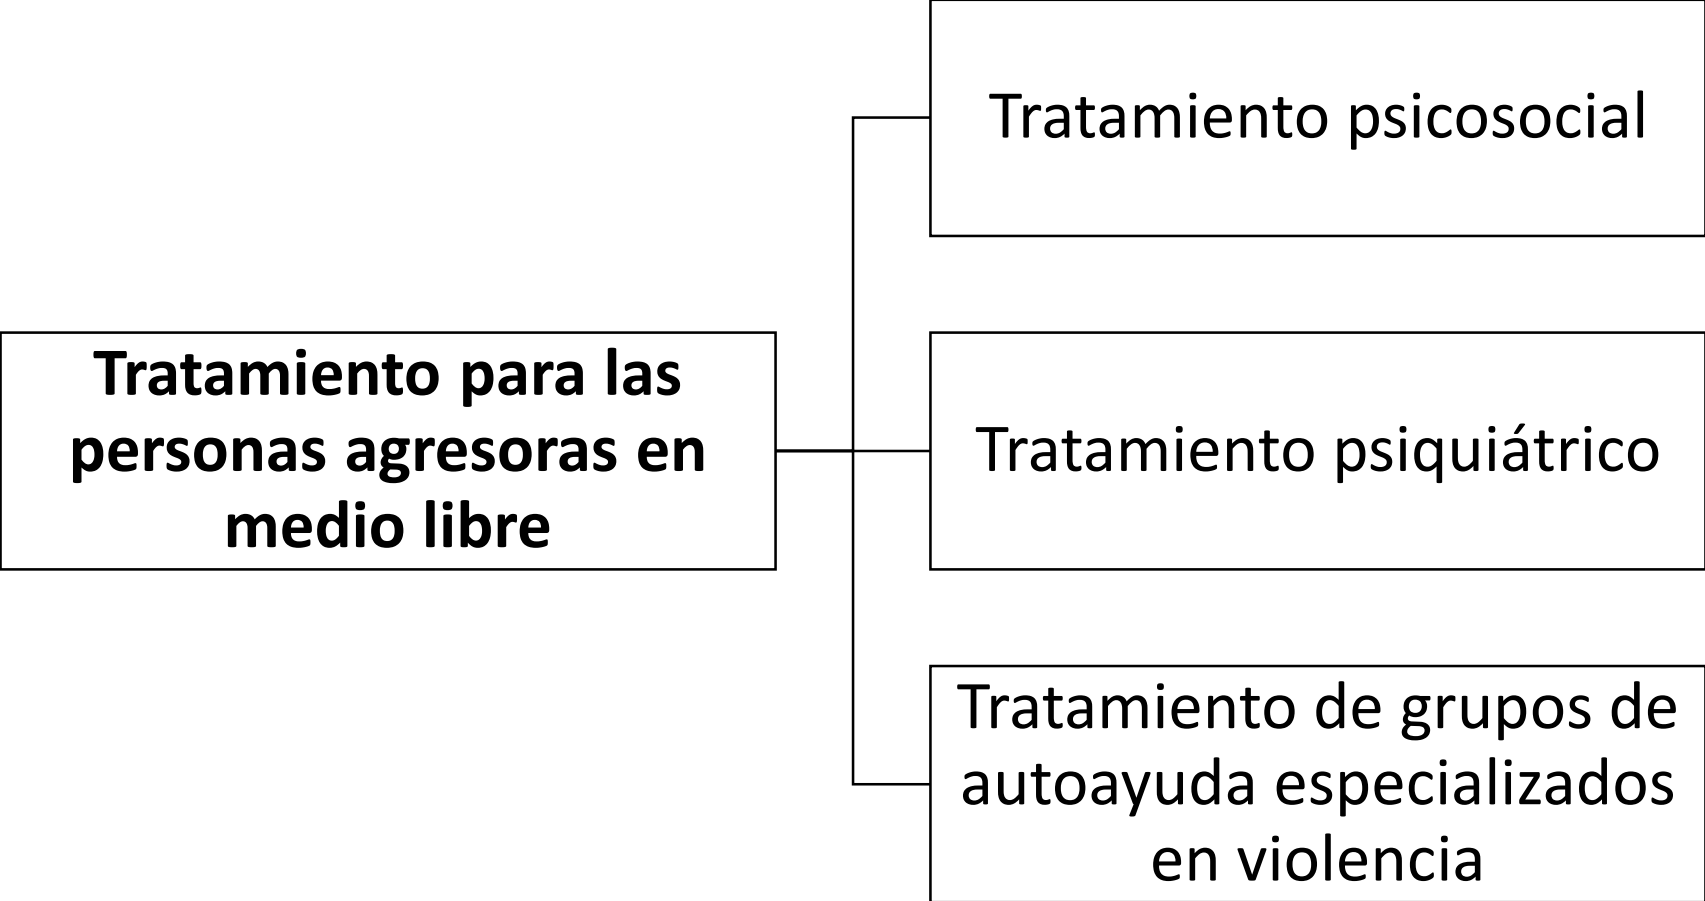 Tratamiento psicosocial
Tratamiento para las
personas agresoras en
medio libre
Tratamiento psiquiátrico
Tratamiento de grupos de
autoayuda especializados
en violencia